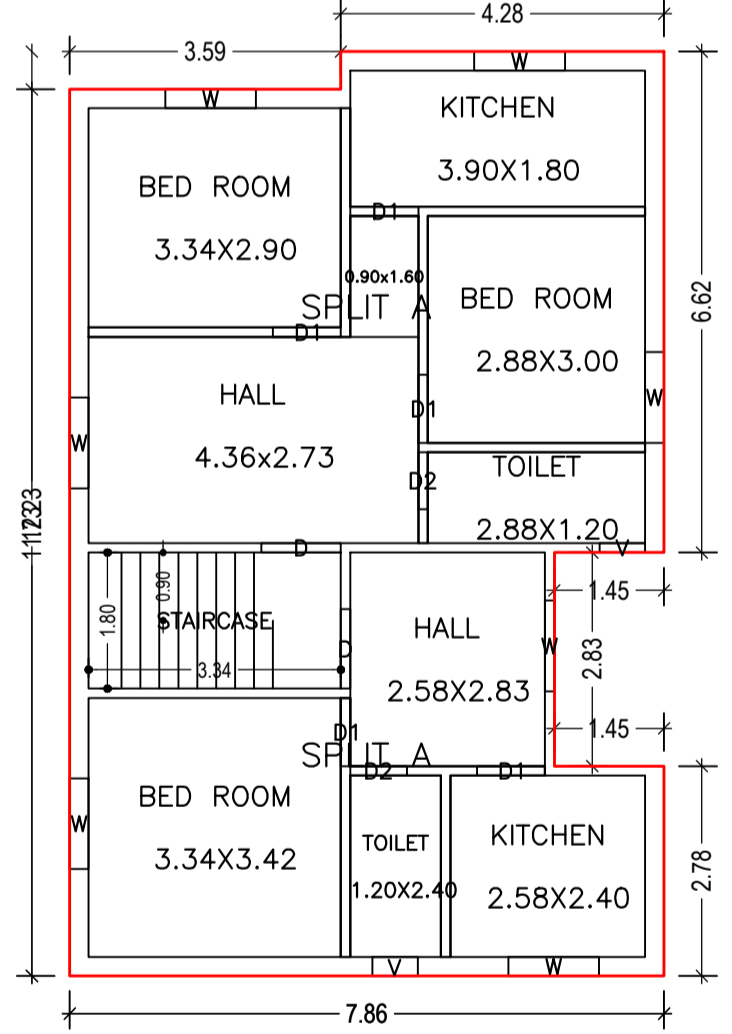 4.28
3.59
W
W
KITCHEN
3.90X1.80
BED ROOM
3.34X2.90
D1
0.90x1.60
SPLIT A
BED ROOM
2.88X3.00
6.62
D1
HALL
4.36x2.73
W
D1
W
TOILET
D2
2.88X1.20
D
V
1.80
0.90
STAIRCASE
3.34
HALL
2.58X2.83
D
W
1.45
2.83
1.45
D1
SPLIT A
D2
D1
BED ROOM
3.34X3.42
W
TOILET
1.20X2.40
KITCHEN
2.58X2.40
2.78
V
W
7.86